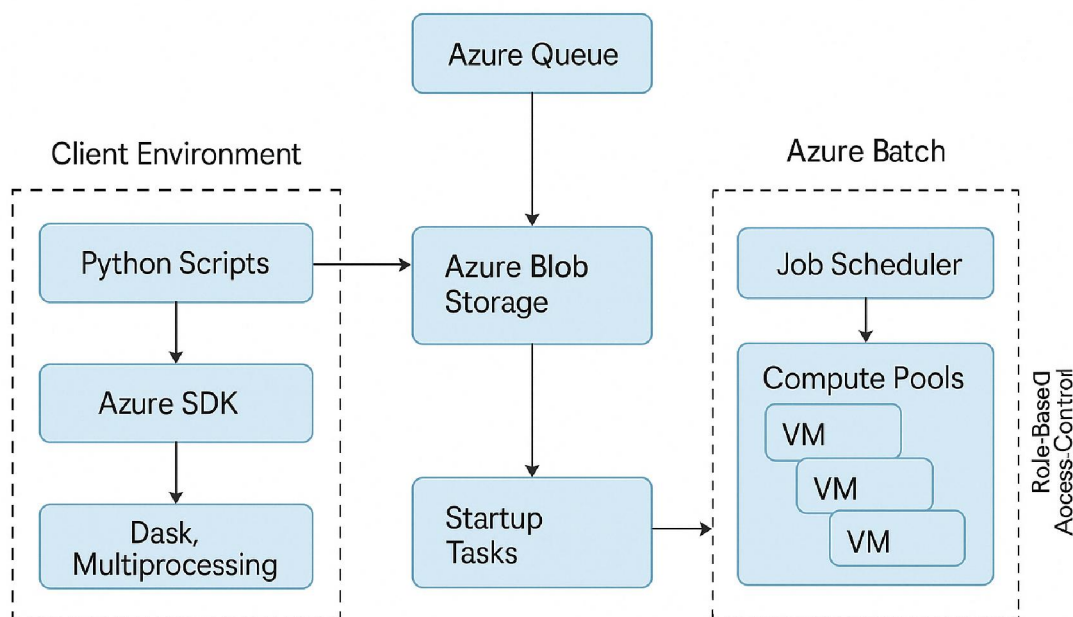 Azure Queue
Client Environment
Azure Batch
Python Scripts
Azure Blob
Storage
Job Scheduler
Azure SDK
Compute Pools
VM
VM
VM
Dask,
Multiprocessing
Startup
Tasks
Role-Based
Aocess-Control